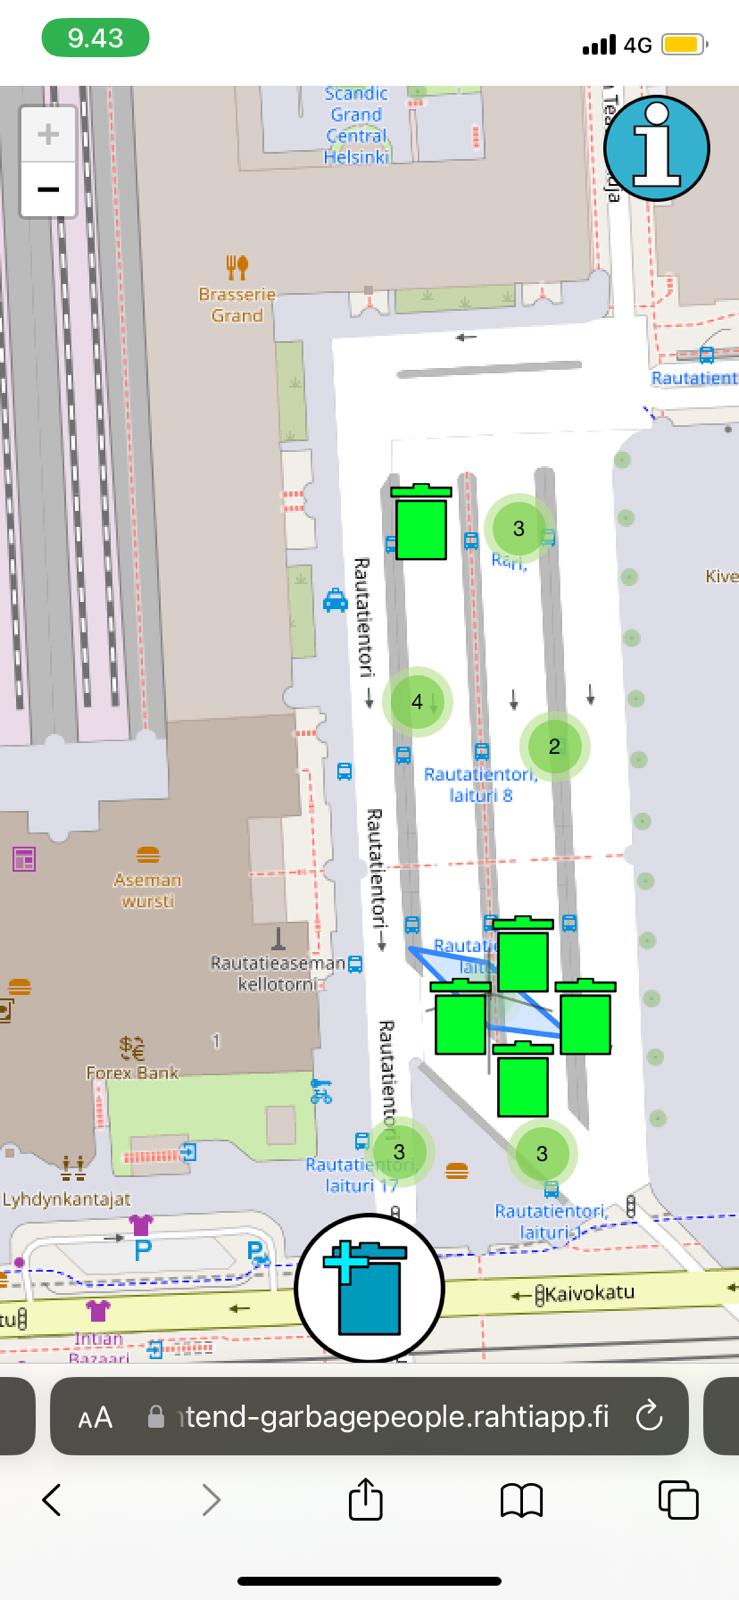 9.43
4G
Scandic
Grand
Central
Helsinki
+
−
Brasserie
Grand
Rautatient
3
Rautatientori
Kive
4
2
Rautatientori,
laituri 8
Rautatientori
Aseman
wursti
Rautatieaseman
kellotorni
1
Forex Bank
Rautatientori
3
3
Rautatientori,
laituri 17
Rautatientori,
laituri 1
Lyhdynkantajat
P
P
Kaivokatu
tu
Intian
Bazaari
AA
tend-garbagepeople.rahtiapp.fi